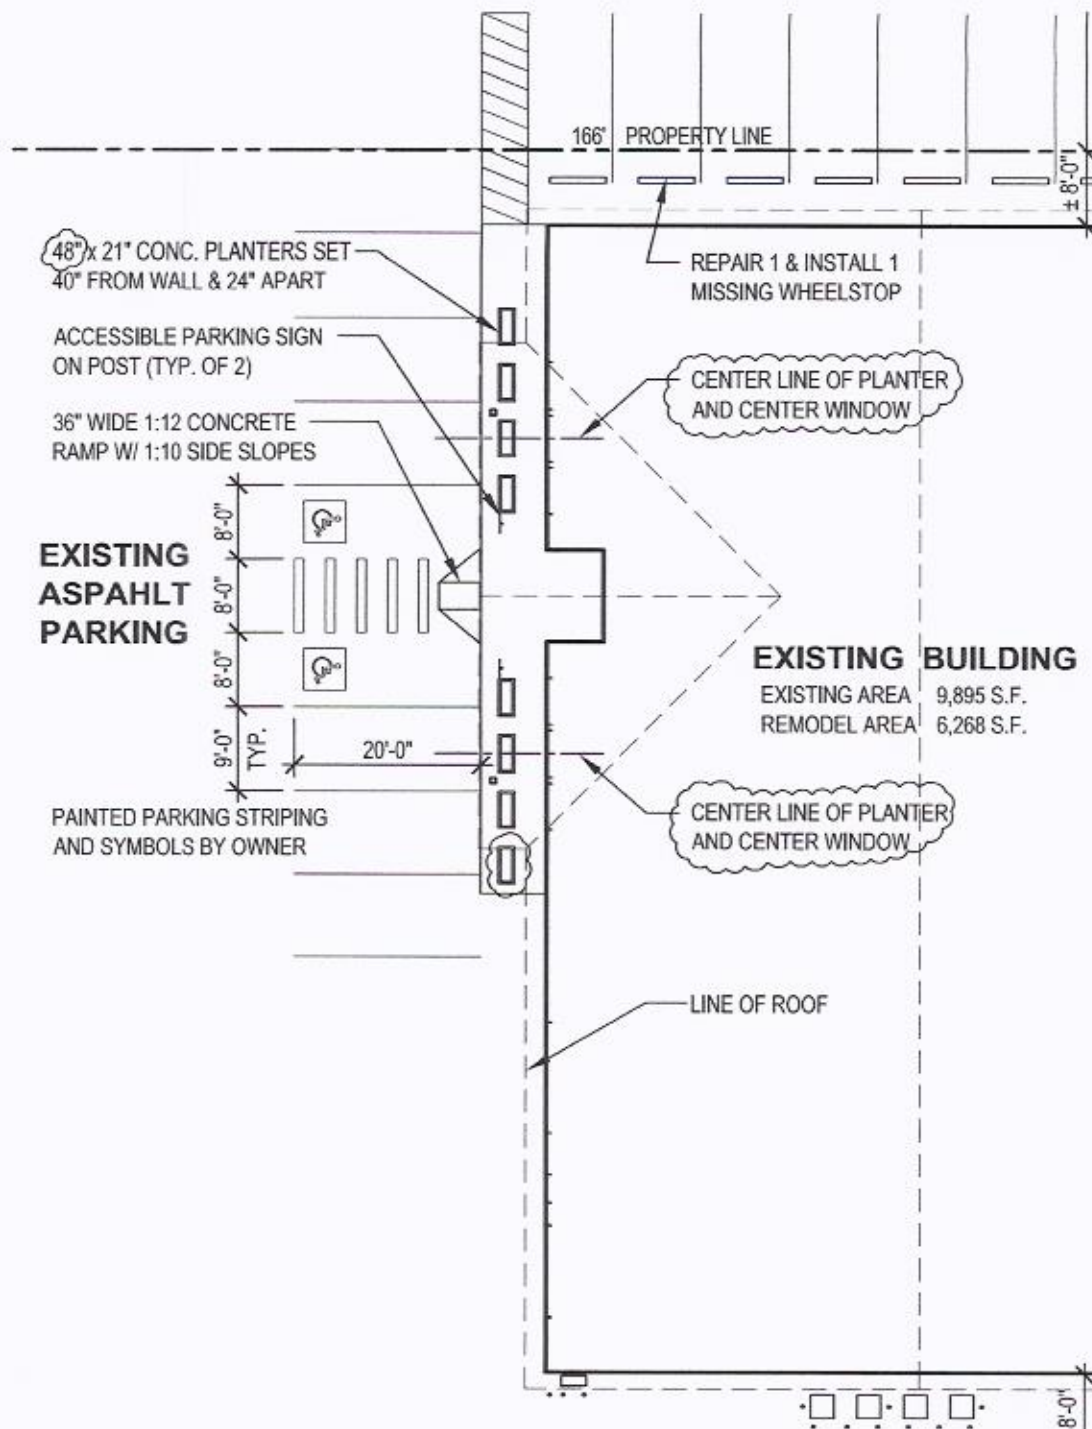 166' PROPERTY LINE
± 8'-0"
48" x 21" CONC. PLANTERS SET
40" FROM WALL & 24" APART
REPAIR 1 & INSTALL 1
MISSING WHEELSTOP
ACCESSIBLE PARKING SIGN
ON POST (TYP. OF 2)
CENTER LINE OF PLANTER
AND CENTER WINDOW
36" WIDE 1:12 CONCRETE
RAMP W/ 1:10 SIDE SLOPES
8'-0"
EXISTING
ASPAHLT
PARKING
8'-0"
8'-0"
EXISTING BUILDING
EXISTING AREA 9,895 S.F.
REMODEL AREA 6,268 S.F.
9'-0"
TYP.
20'-0"
PAINTED PARKING STRIPING
AND SYMBOLS BY OWNER
CENTER LINE OF PLANTER
AND CENTER WINDOW
LINE OF ROOF
8'-0"